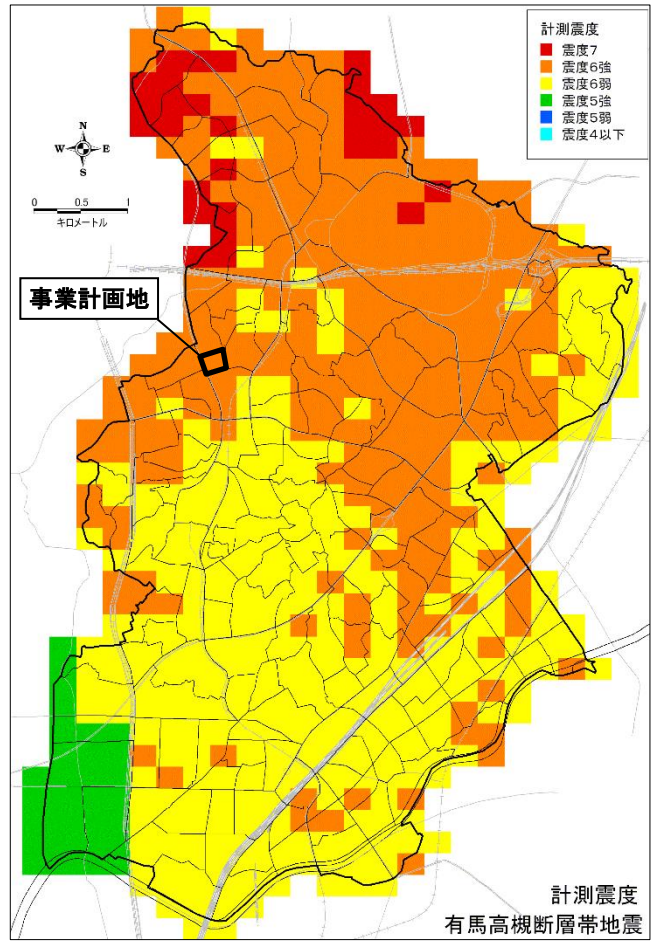 計測震度
震度7
震度6強
震度6弱
震度5強
震度5弱
震度4以下
N
W E
S
0 0.5 1
キロメートル
事業計画地
計測震度
有馬高槻断層帯地震